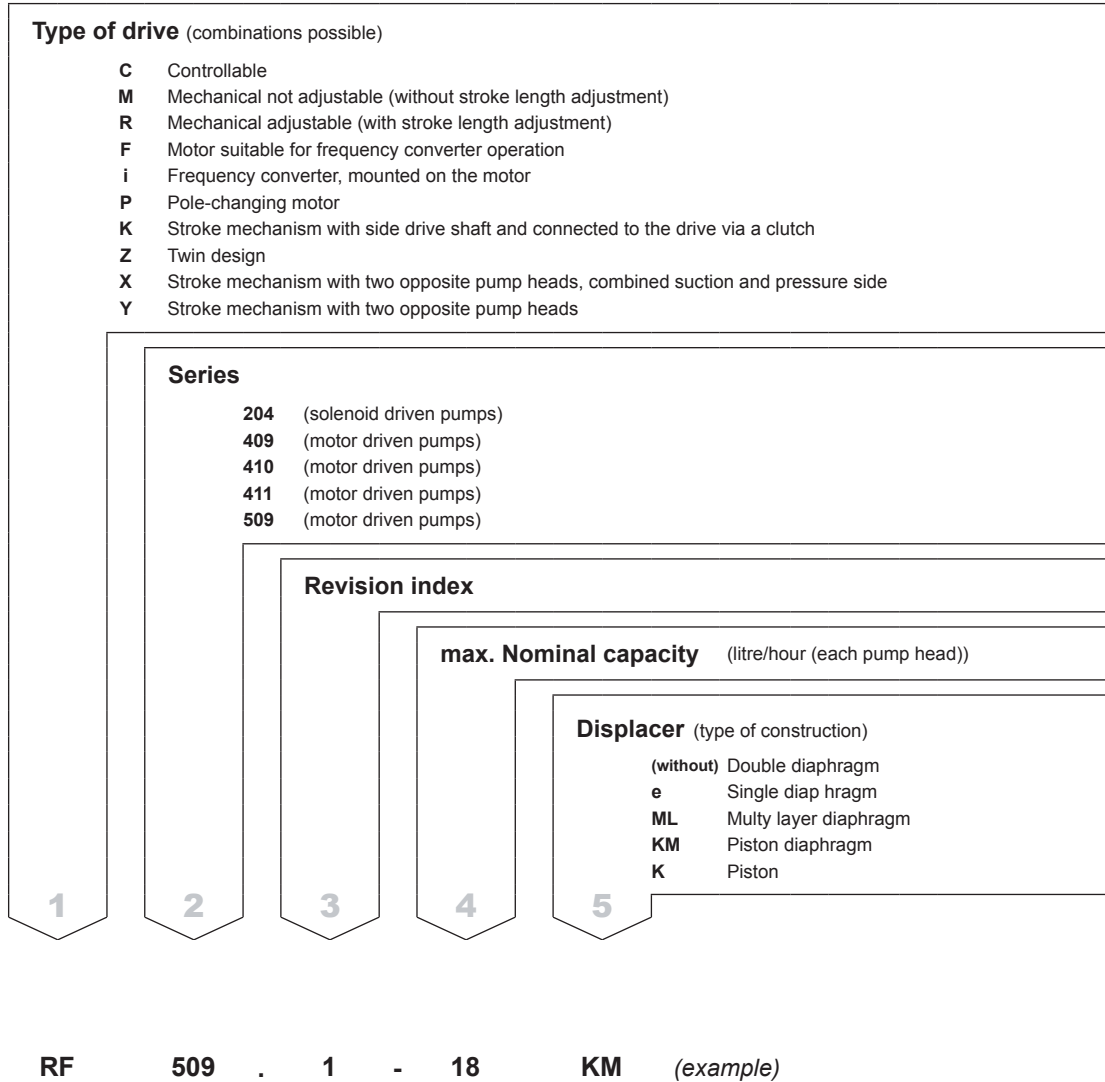 Type of drive (combinations possible)
C Controllable
M Mechanical not adjustable (without stroke length adjustment)
R Mechanical adjustable (with stroke length adjustment)
F Motor suitable for frequency converter operation
i Frequency converter, mounted on the motor
P Pole-changing motor
K Stroke mechanism with side drive shaft and connected to the drive via a clutch
Z Twin design
X Stroke mechanism with two opposite pump heads, combined suction and pressure side
Y Stroke mechanism with two opposite pump heads
Series
204 (solenoid driven pumps)
409 (motor driven pumps)
410 (motor driven pumps)
411 (motor driven pumps)
509 (motor driven pumps)
Revision index
max. Nominal capacity (litre/hour (each pump head))
Displacer (type of construction)
(without) Double diaphragm
e Single diap hragm
ML Multy layer diaphragm
KM Piston diaphragm
K Piston
1 2 3 4 5
RF 509 . 1 - 18 KM (example)